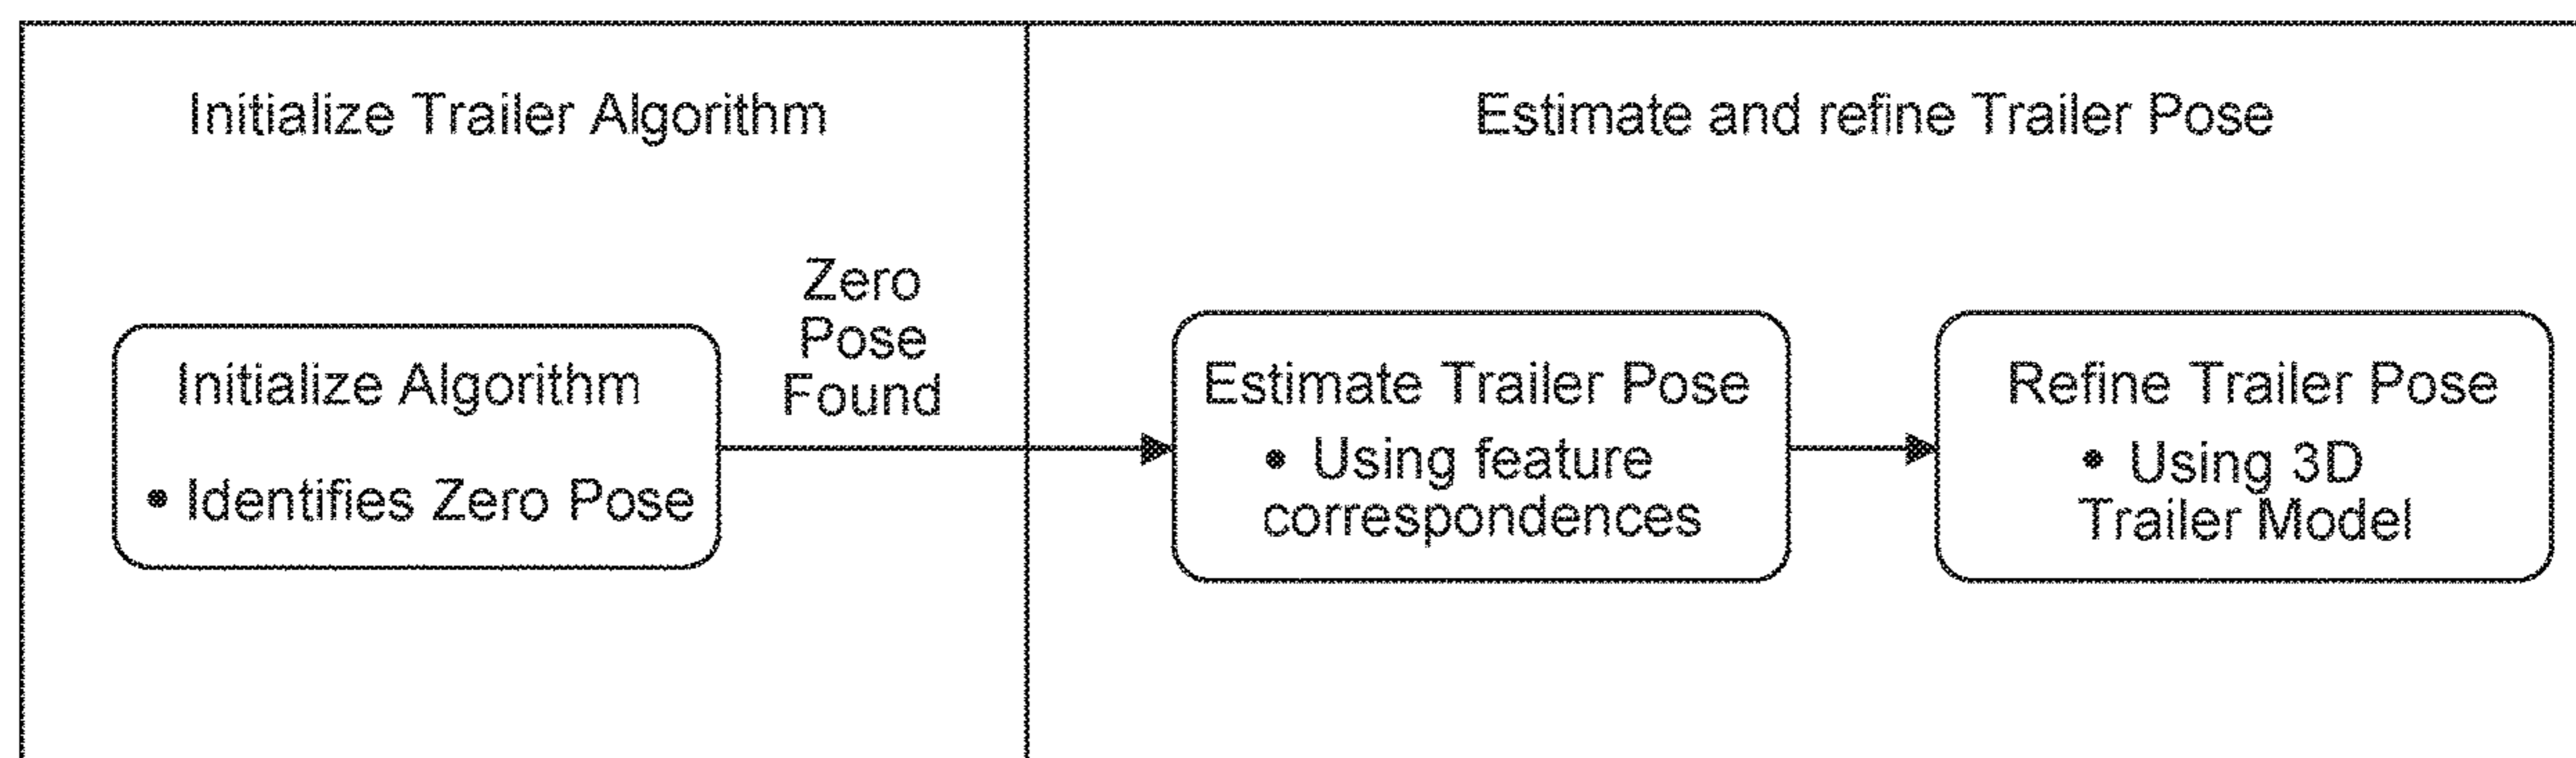 Initialize Trailer Algorithm
Estimate and refine Trailer Pose
Zero
Pose
Found
Initialize Algorithm
• Identifies Zero Pose
Estimate Trailer Pose
• Using feature
correspondences
Refine Trailer Pose
• Using 3D
Trailer Model